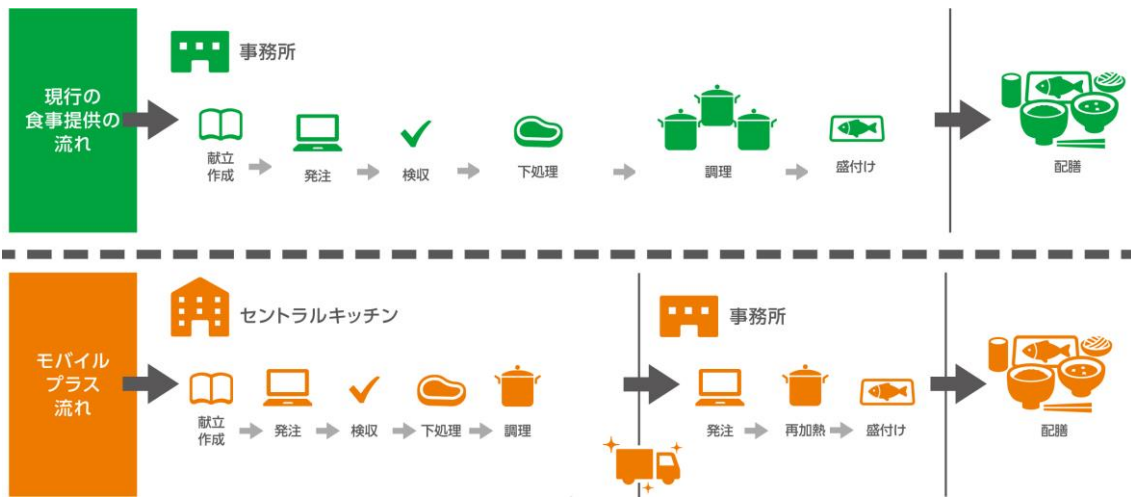 現行の
食事提供の
流れ
事務所
献立
作成
発注
検収
下処理
調理
盛付け
配膳
モバイル
プラス
流れ
セントラルキッチン
事務所
献立
作成
発注
検収
下処理
調理
発注
再加熱
盛付け
配膳